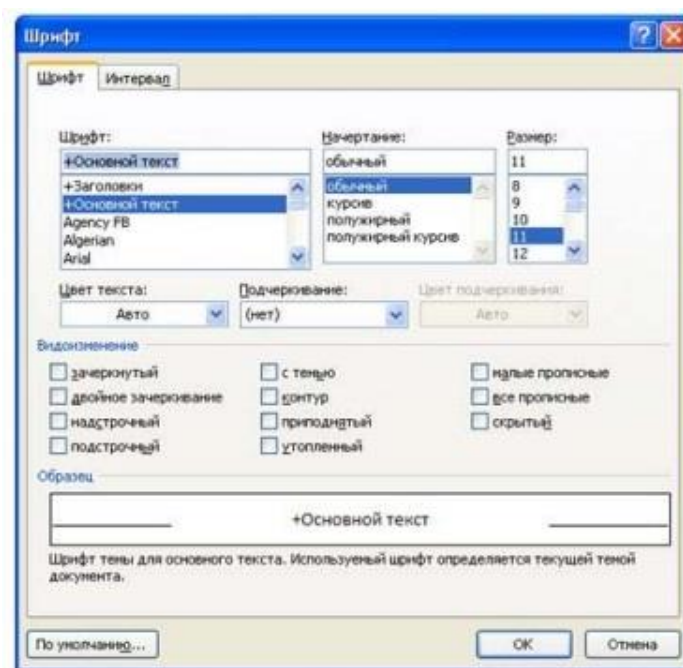 Шрифт
Шрифт Интервал
Шрифт: Начертание: Размер:
+Основной текст обычный 11
+Заголовки обычный 8
+Основной текст курсив 9
Agency FB полужирный 10
Algerian полужирный курсив 11
Arial 12
Цвет текста: Подчеркивание: Цвет подчеркивания:
Авто (нет) Авто
Видоизменение
зачеркнутый с тенью малые прописные
двойное зачеркивание контур все прописные
надстрочный приподнятый скрытый
подстрочный утопленный
Образец
+Основной текст
Шрифт темы для основного текста. Используемый шрифт определяется текущей темой
документа.
По умолчанию... ОК Отмена